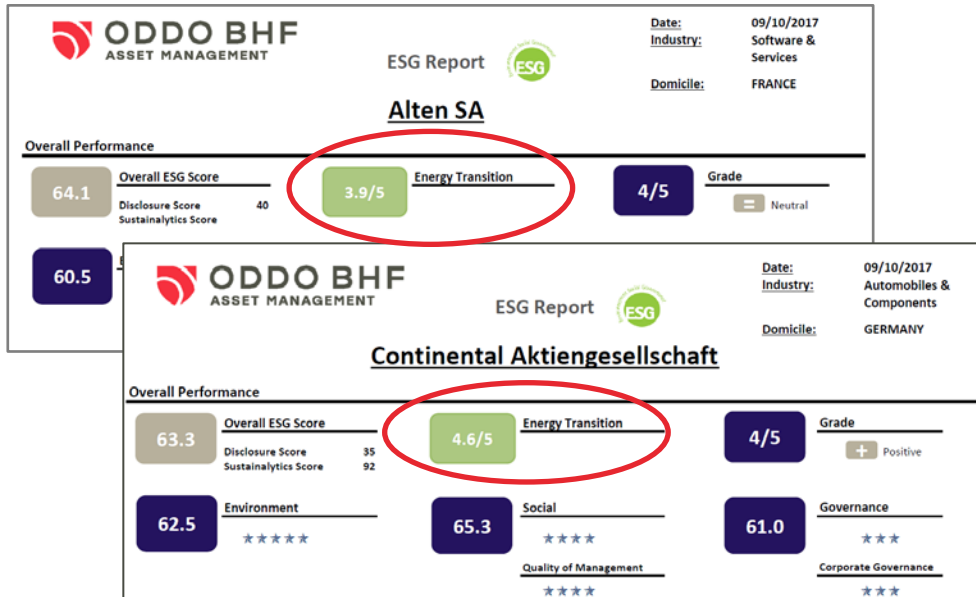 ODDO BHF
ASSET MANAGEMENT
ESG Report
ESG
Date: 09/10/2017
Industry: Software &
Services
Domicile: FRANCE
Alten SA
Overall Performance
64.1
Overall ESG Score
Disclosure Score 40
Sustainalytics Score
3.9/5
Energy Transition
4/5
Grade
= Neutral
60.5
ODDO BHF
ASSET MANAGEMENT
ESG Report
ESG
Date: 09/10/2017
Industry: Automobiles &
Components
Domicile: GERMANY
Continental Aktiengesellschaft
Overall Performance
63.3
Overall ESG Score
Disclosure Score 35
Sustainalytics Score 92
4.6/5
Energy Transition
4/5
Grade
+ Positive
62.5
Environment
★★★★★
65.3
Social
★★★★
Quality of Management
★★★★
61.0
Governance
★★★
Corporate Governance
★★★